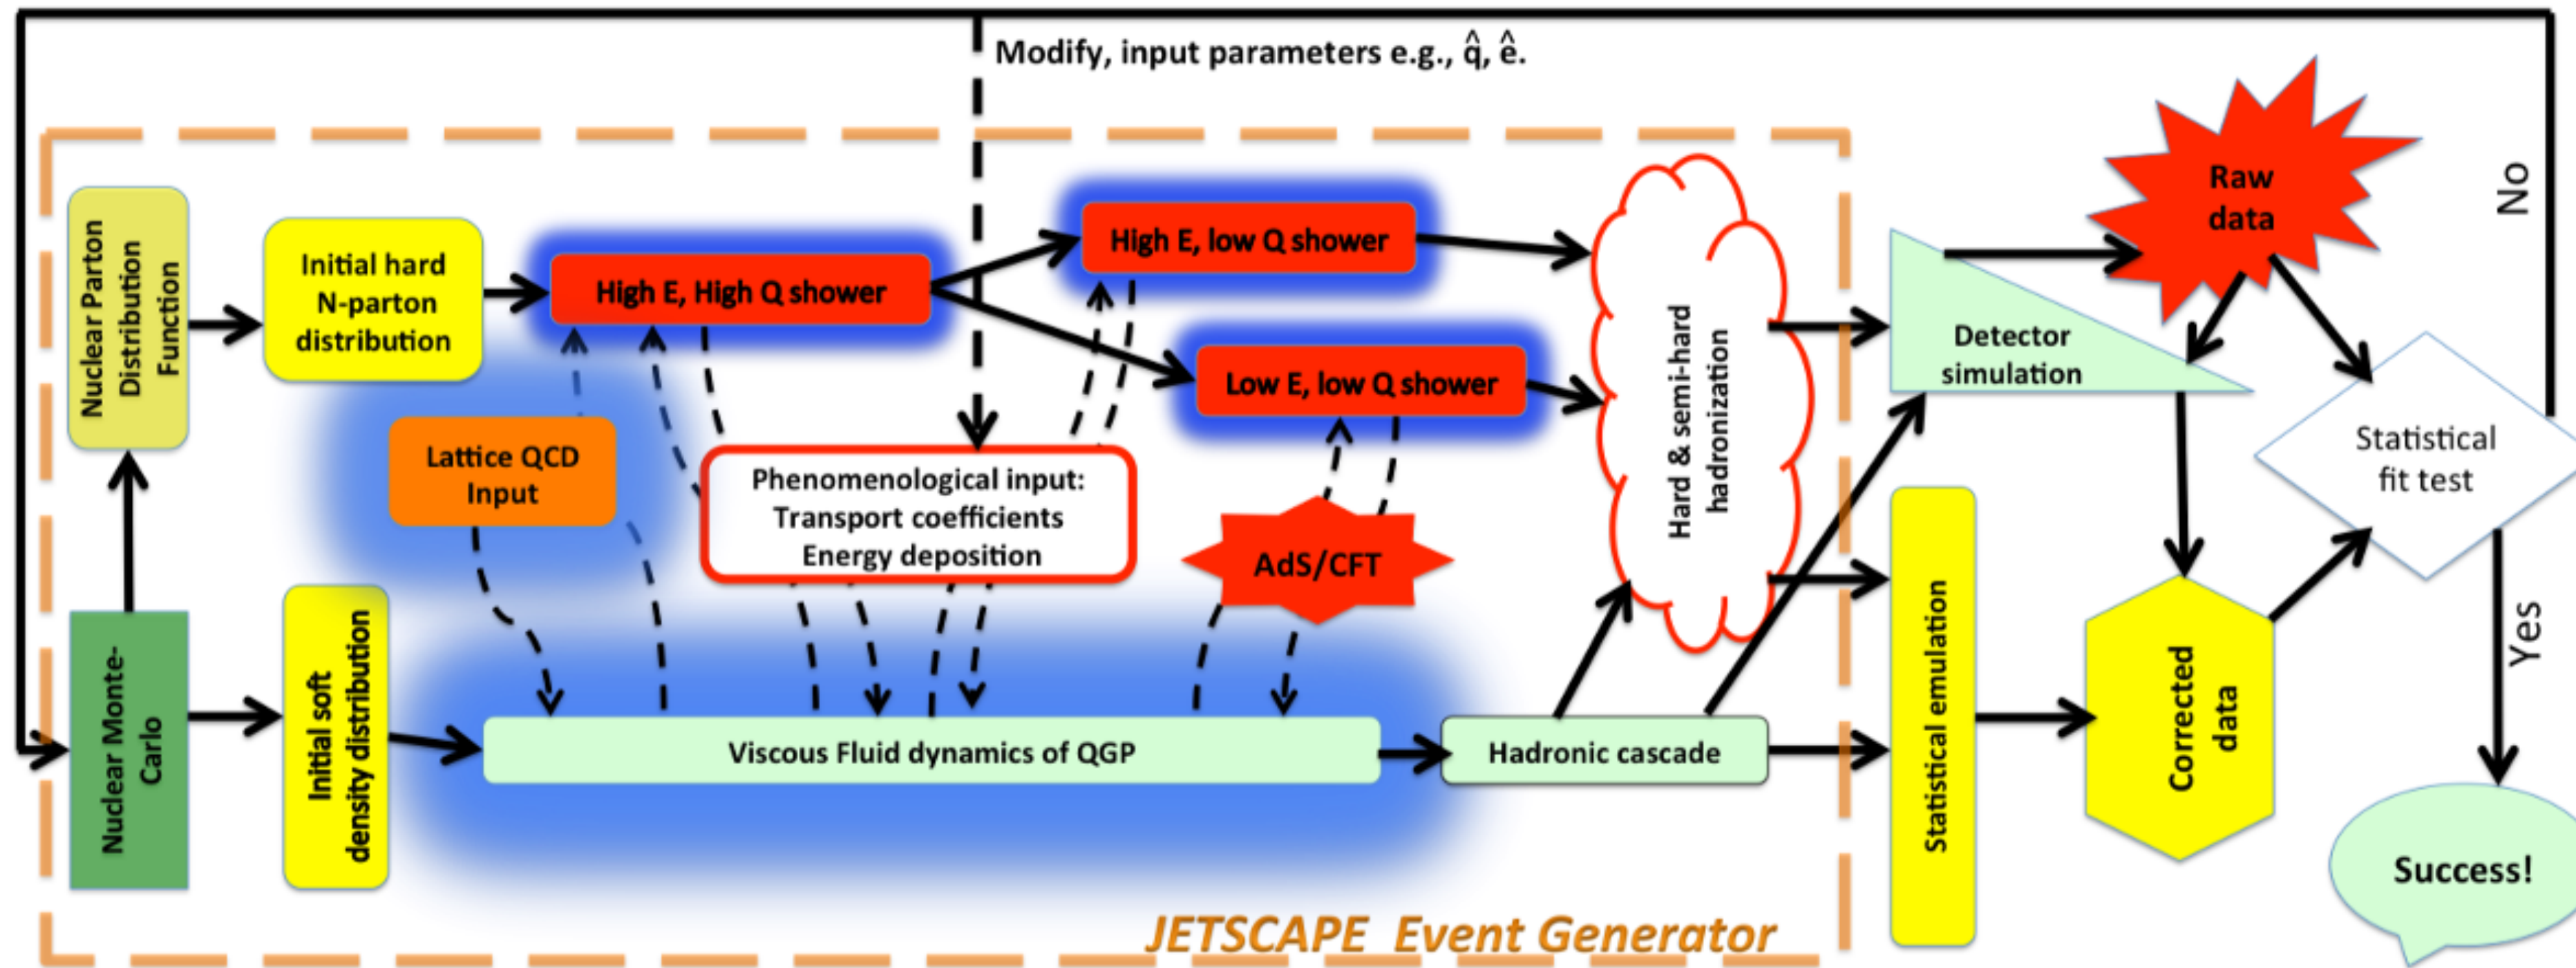 Modify, input parameters e.g., q̂, ê.
Nuclear Parton
Distribution
Function
Initial hard
N-parton
distribution
High E, High Q shower
High E, low Q shower
Low E, low Q shower
Hard & semi-hard
hadronization
Raw
data
No
Detector
simulation
Statistical
fit test
Lattice QCD
Input
Phenomenological input:
Transport coefficients
Energy deposition
AdS/CFT
Nuclear Monte-
Carlo
Initial soft
density distribution
Viscous Fluid dynamics of QGP
Hadronic cascade
Statistical emulation
Corrected
data
Yes
Success!
JETSCAPE Event Generator